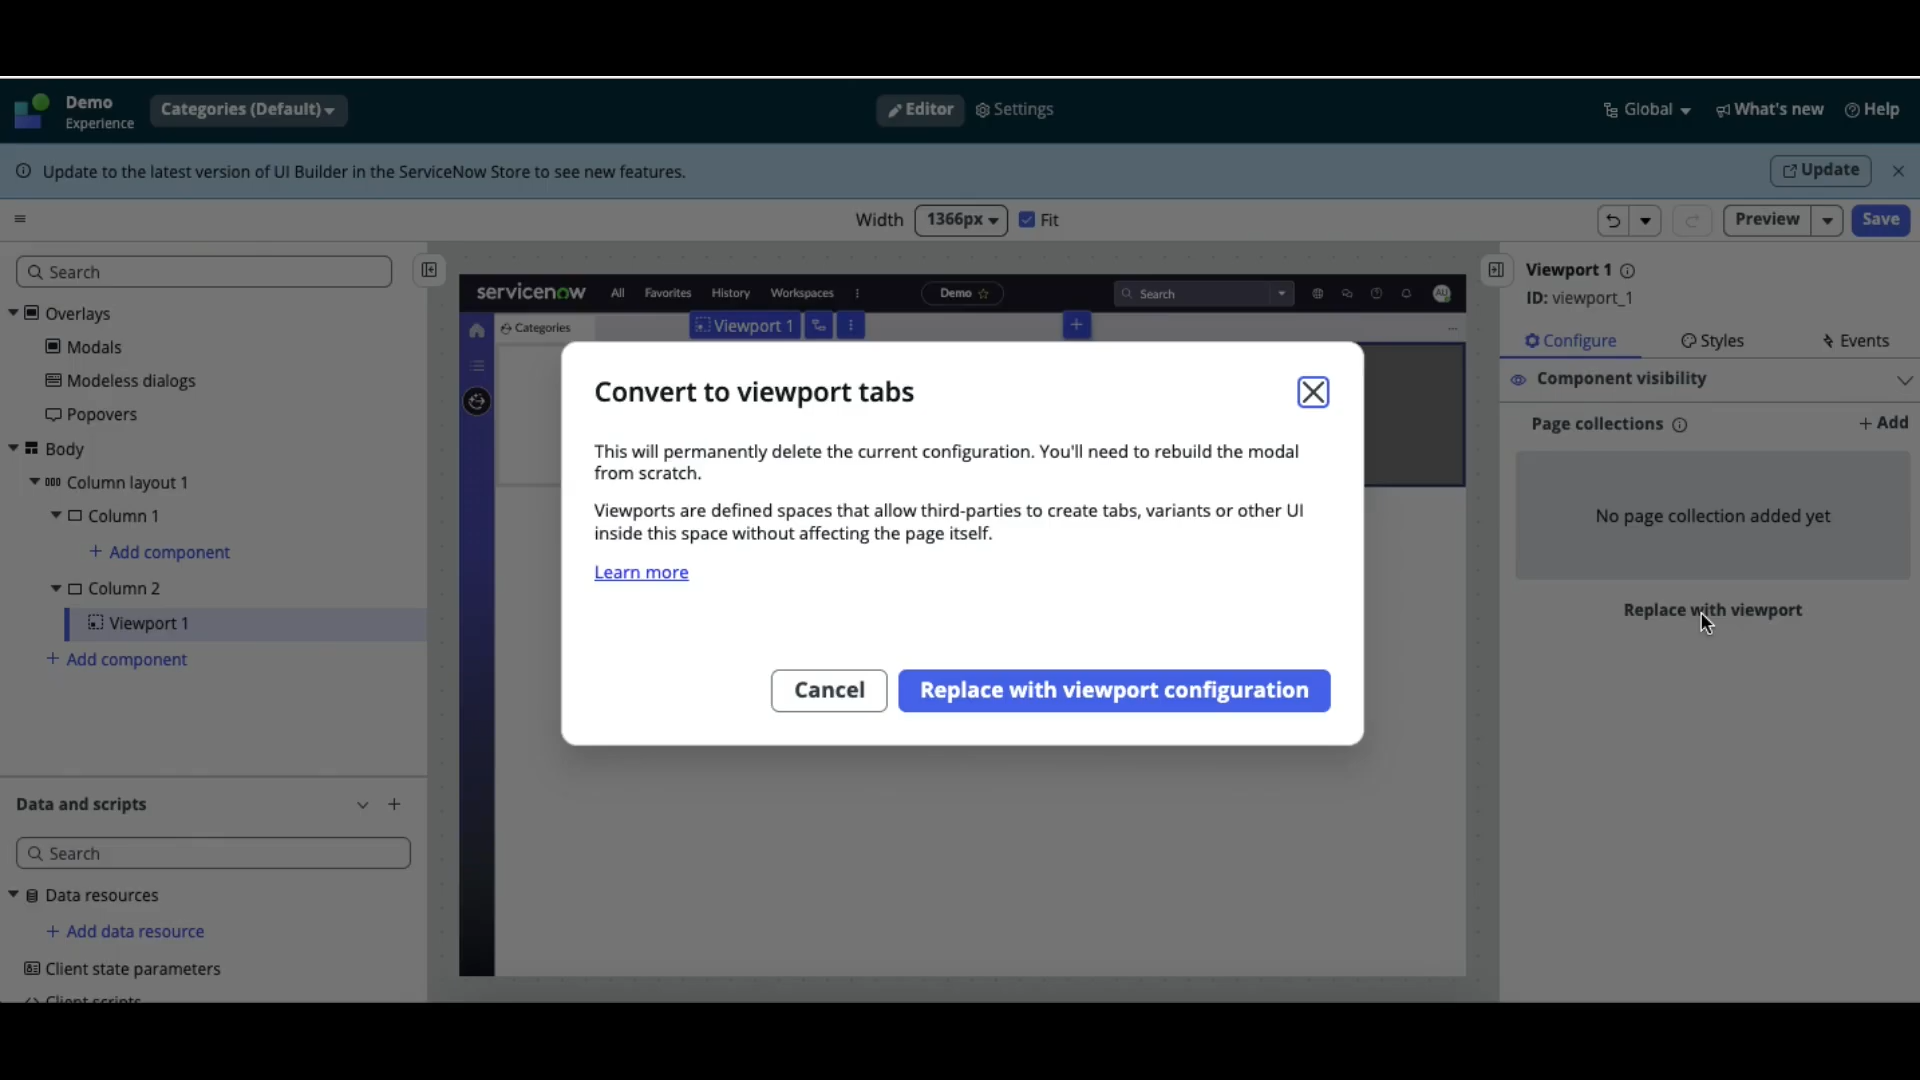 Demo
Experience
Categories (Default)
Editor
Settings
Global
What's new
Help
Update to the latest version of UI Builder in the ServiceNow Store to see new features.
Update
Width
1366px
Fit
Preview
Save
Search
Overlays
Modals
Modeless dialogs
Popovers
Body
Column layout 1
Column 1
+ Add component
Column 2
Viewport 1
+ Add component
Data and scripts
Search
Data resources
+ Add data resource
Client state parameters
Client scripts
servicenow
All
Favorites
History
Workspaces
Demo
Search
AU
Categories
Viewport 1
Convert to viewport tabs
This will permanently delete the current configuration. You'll need to rebuild the modal
from scratch.
Viewports are defined spaces that allow third-parties to create tabs, variants or other UI
inside this space without affecting the page itself.
Learn more
Cancel
Replace with viewport configuration
Viewport 1
ID: viewport_1
Configure
Styles
Events
Component visibility
Page collections
+ Add
No page collection added yet
Replace with viewport